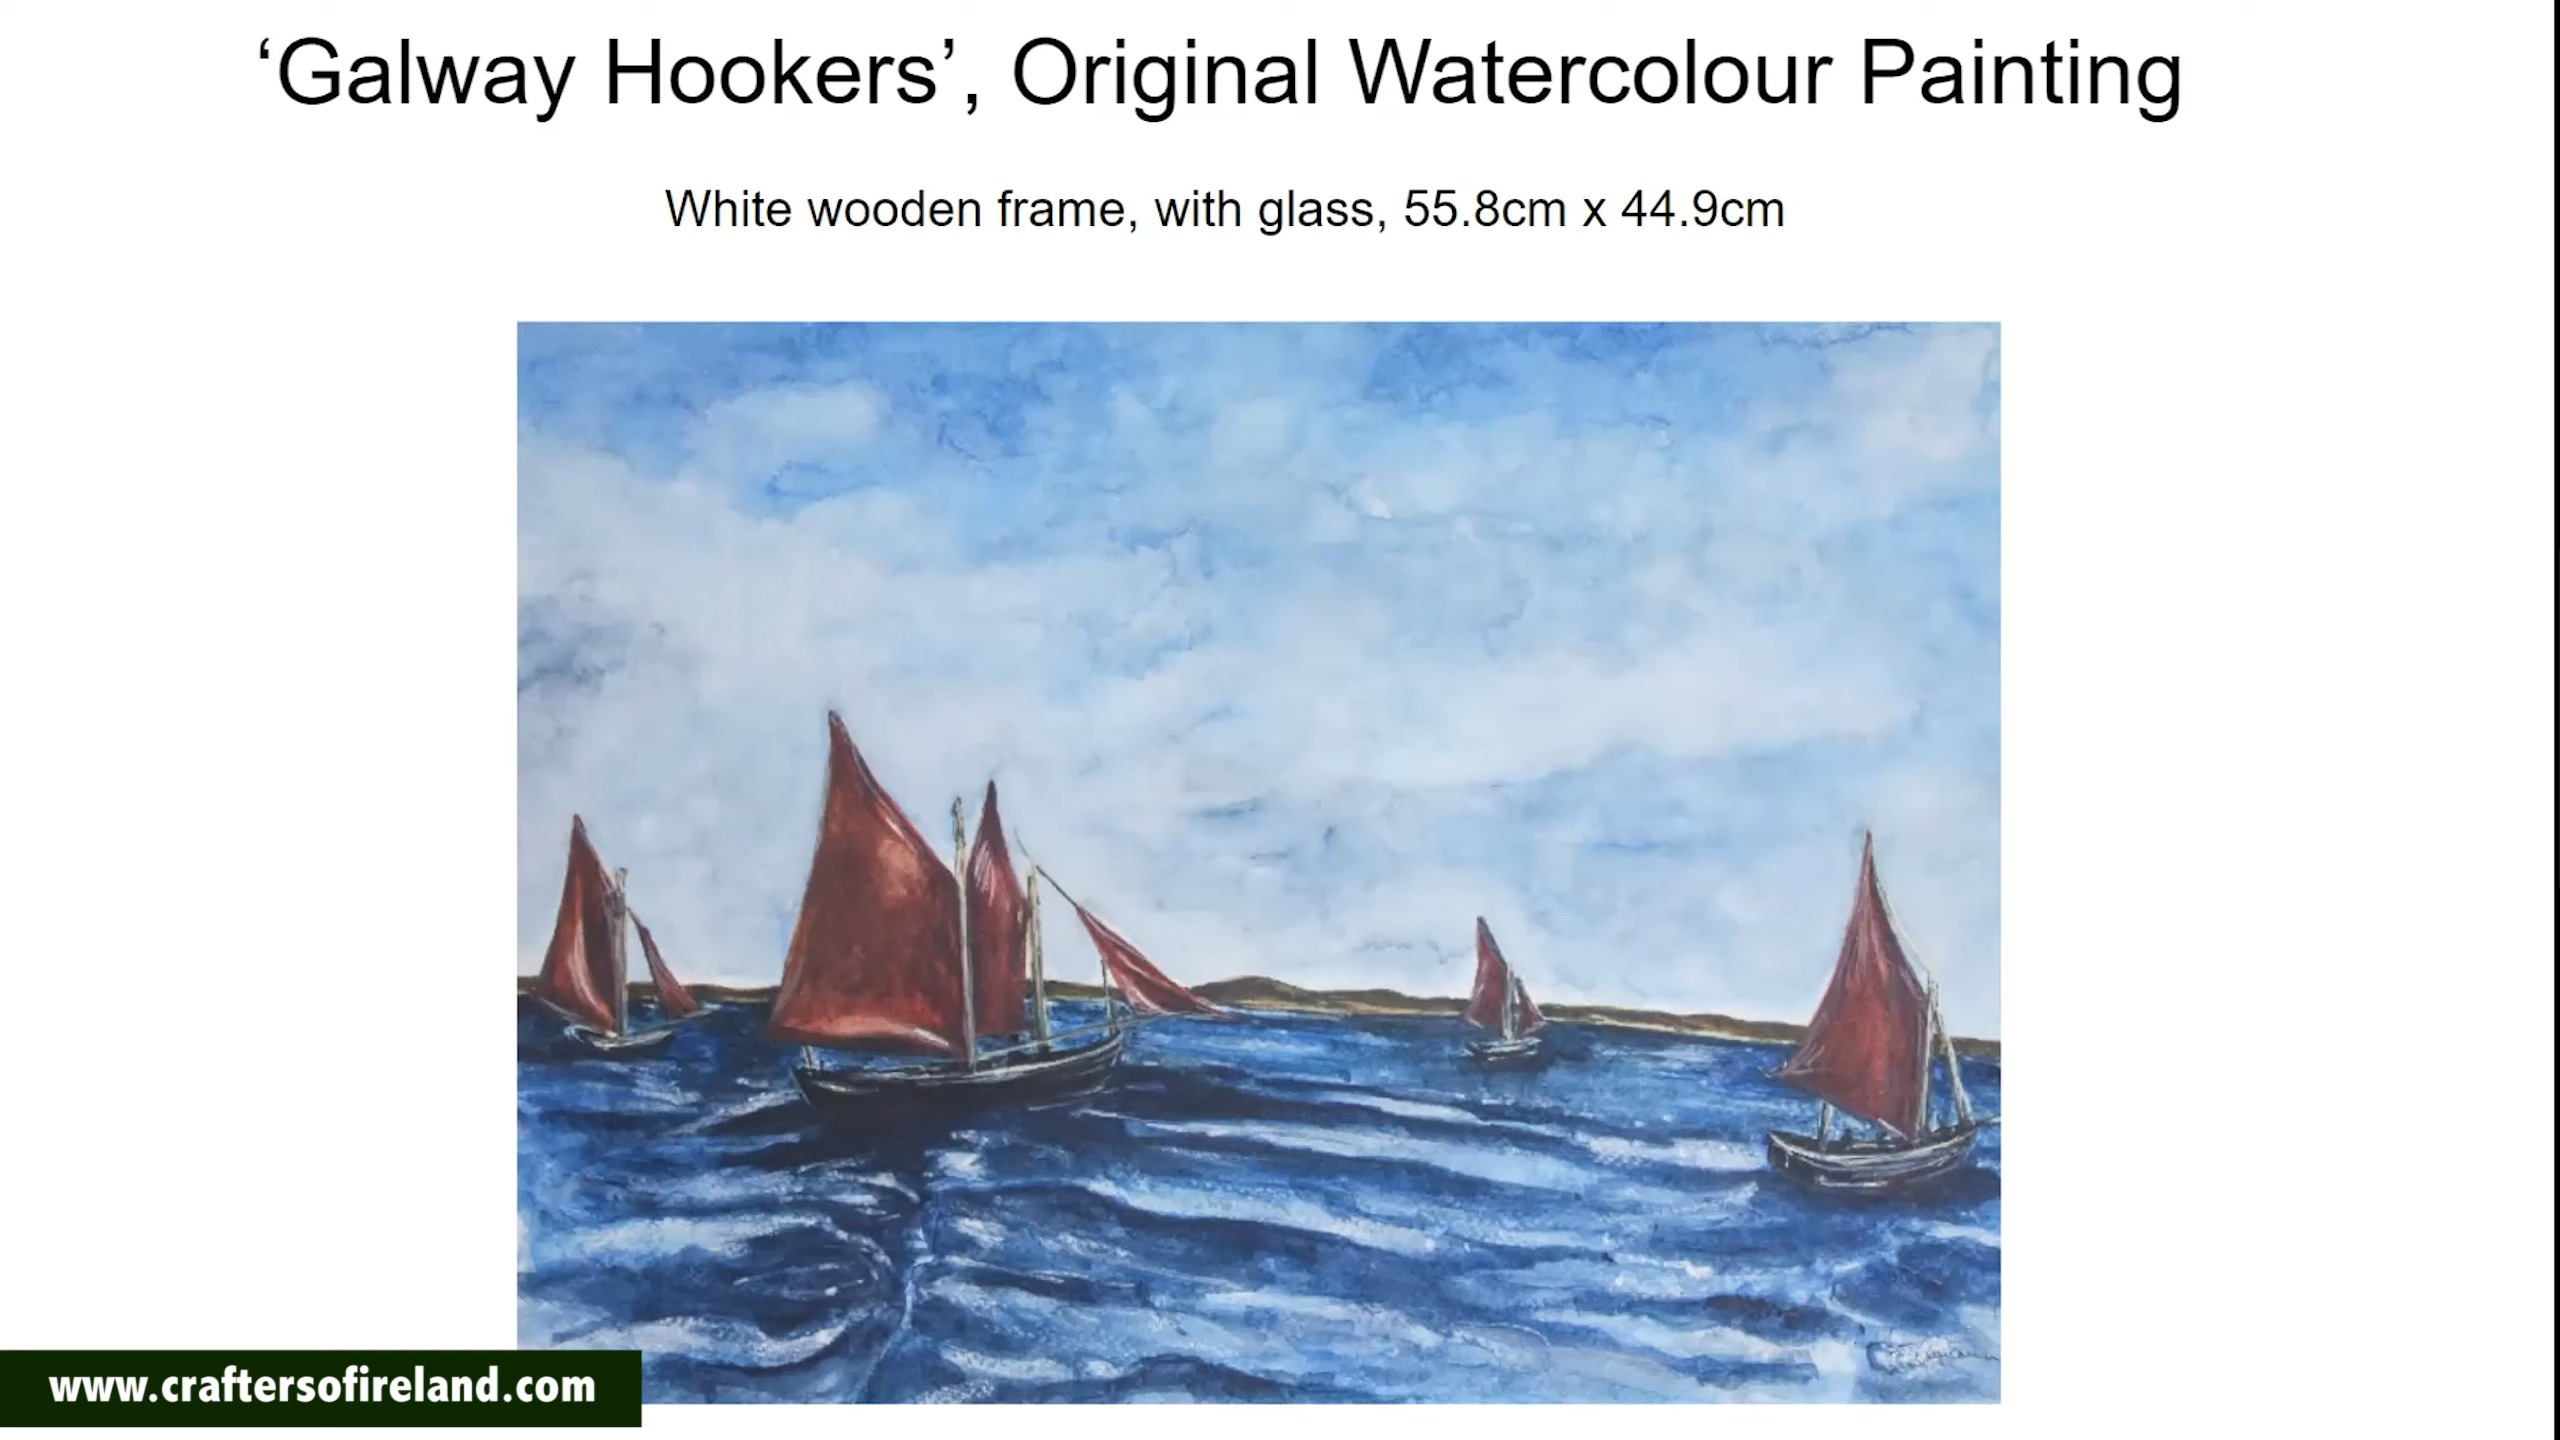 ‘Galway Hookers’, Original Watercolour Painting
White wooden frame, with glass, 55.8cm x 44.9cm
www.craftersofireland.com